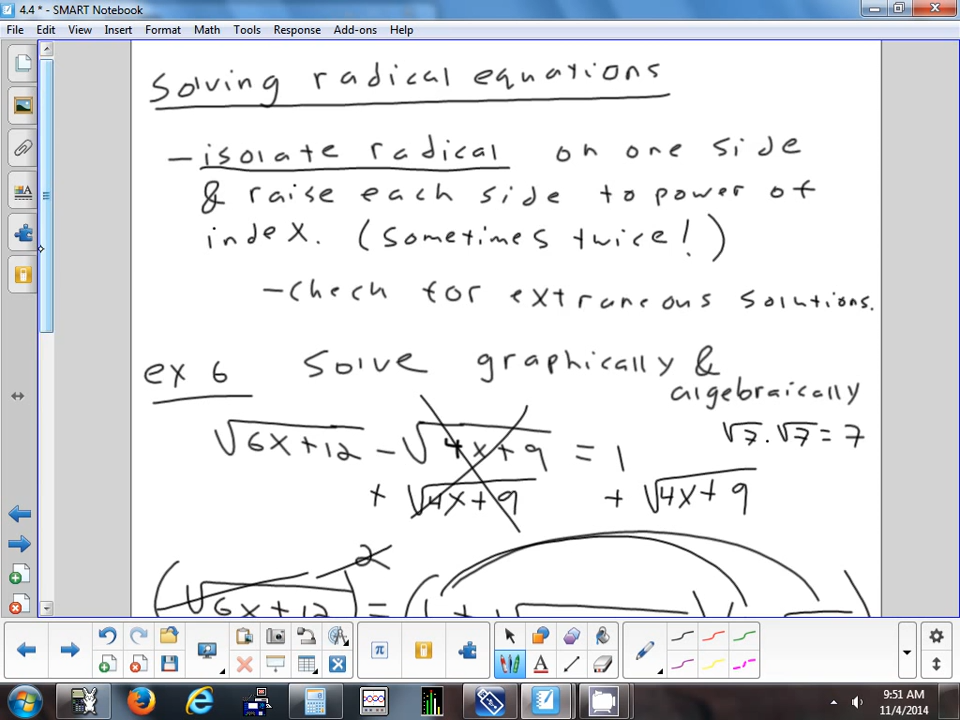 4.4 * - SMART Notebook
File Edit View Insert Format Math Tools Response Add-ons Help
Solving radical equations
- isolate radical on one side
& raise each side to power of
index. (sometimes twice!)
- check for extraneous solutions.
ex 6 Solve graphically &
algebraically
√7 · √7 = 7
√6x+12 - √4x+9 = 1
+ √4x+9 + √4x+9
(√6x+12)² = (1 +
9:51 AM
11/4/2014